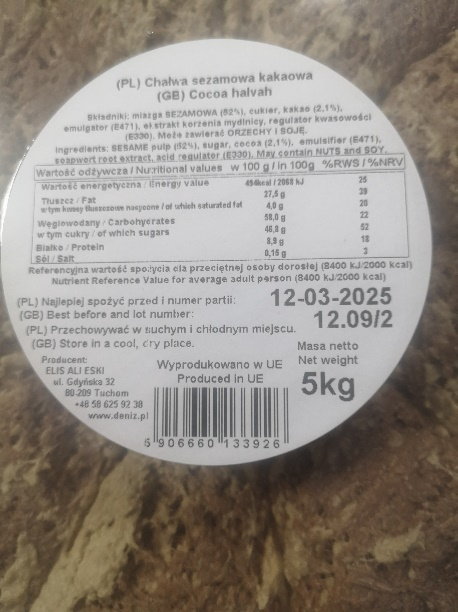 (PL) Chałwa sezamowa kakaowa
(GB) Cocoa halvah
Składniki: miazga SEZAMOWA (52%), cukier, kakao (2,1%),
emulgator (E471), ekstrakt korzenia mydlnicy, regulator kwasowości
(E330). Może zawierać ORZECHY I SOJĘ.
Ingredients: SESAME pulp (52%), sugar, cocoa (2,1%), emulsifier (E471),
soapwort root extract, acid regulator (E330). May contain NUTS and SOY.
Wartość odżywcza / Nutritional values w 100 g / in 100g %RWS / %NRV
Wartość energetyczna / Energy value 494kcal / 2068 kJ 25
Tłuszcz / Fat 27,5 g 39
w tym kwasy tłuszczowe nasycone / of which saturated fat 4,0 g 20
Węglowodany / Carbohydrates 58,0 g 22
w tym cukry / of which sugars 46,8 g 52
Białko / Protein 8,9 g 18
Sól / Salt 0,15 g 3
Referencyjna wartość spożycia dla przeciętnej osoby dorosłej (8400 kJ/2000 kcal)
Nutrient Reference Value for average adult person (8400 kJ/2000 kcal)
(PL) Najlepiej spożyć przed i numer partii: 12-03-2025
(GB) Best before and lot number: 12.09/2
(PL) Przechowywać w suchym i chłodnym miejscu.
(GB) Store in a cool, dry place.
Producent:
ELIS ALI ESKI
ul. Gdyńska 32
80-209 Tuchom
+48 58 625 92 38
www.deniz.pl
Wyprodukowano w UE
Produced in UE
Masa netto
Net weight
5kg
5 906660 133926